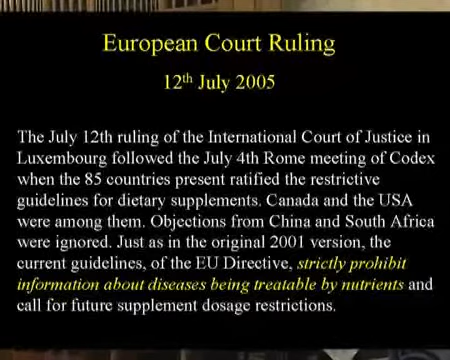 European Court Ruling
12th July 2005
The July 12th ruling of the International Court of Justice in
Luxembourg followed the July 4th Rome meeting of Codex
when the 85 countries present ratified the restrictive
guidelines for dietary supplements. Canada and the USA
were among them. Objections from China and South Africa
were ignored. Just as in the original 2001 version, the
current guidelines, of the EU Directive, strictly prohibit
information about diseases being treatable by nutrients and
call for future supplement dosage restrictions.